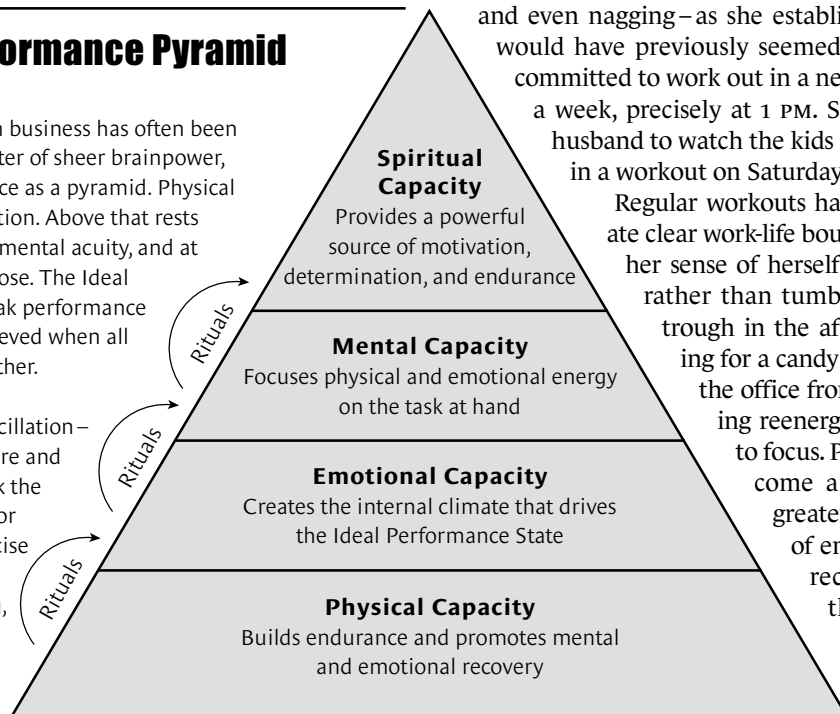 ormance Pyramid
n business has often been
ter of sheer brainpower,
ce as a pyramid. Physical
tion. Above that rests
mental acuity, and at
ose. The Ideal
ak performance
eved when all
ther.
cillation–
re and
k the
or
cise
,
Rituals
Rituals
Rituals
Spiritual
Capacity
Provides a powerful
source of motivation,
determination, and endurance
Mental Capacity
Focuses physical and emotional energy
on the task at hand
Emotional Capacity
Creates the internal climate that drives
the Ideal Performance State
Physical Capacity
Builds endurance and promotes mental
and emotional recovery
and even nagging–as she establi
would have previously seemed
committed to work out in a ne
a week, precisely at 1 PM. S
husband to watch the kids
in a workout on Saturday
Regular workouts ha
ate clear work-life bou
her sense of herself
rather than tumb
trough in the af
ing for a candy
the office fro
ing reenerg
to focus. P
come a
greate
of en
rec
th